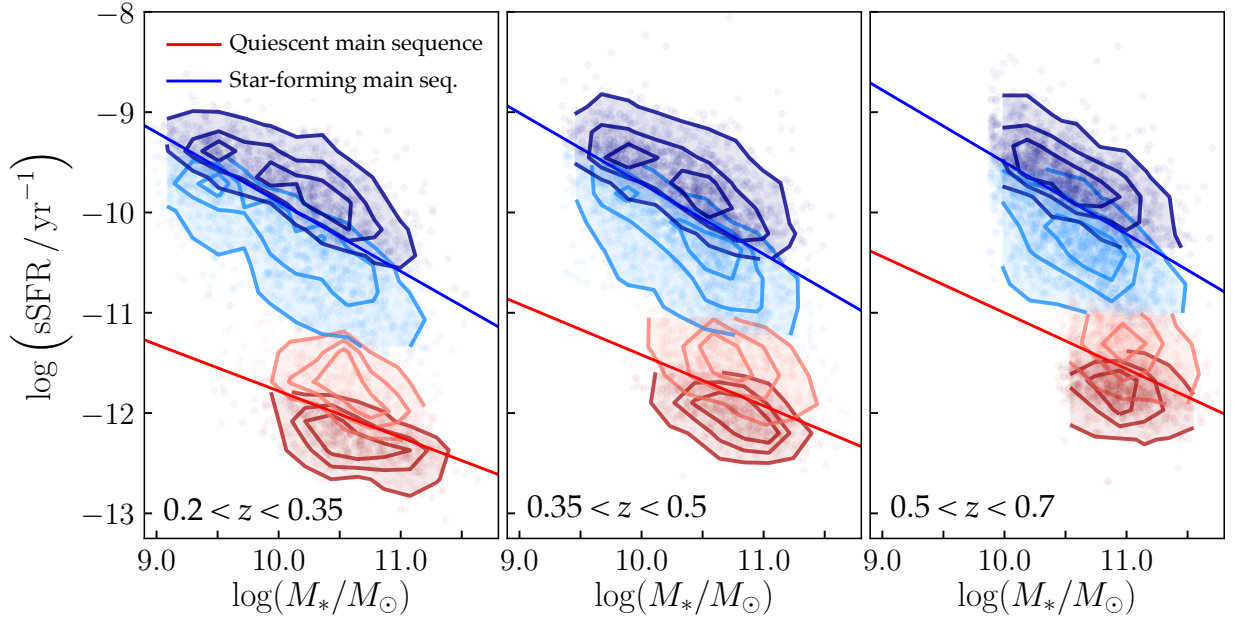 −8
−9
−10
−11
−12
−13
log (sSFR / yr⁻¹)
Quiescent main sequence
Star-forming main seq.
0.2 < z < 0.35
0.35 < z < 0.5
0.5 < z < 0.7
9.0 10.0 11.0
9.0 10.0 11.0
9.0 10.0 11.0
log(M∗/M⊙)
log(M∗/M⊙)
log(M∗/M⊙)